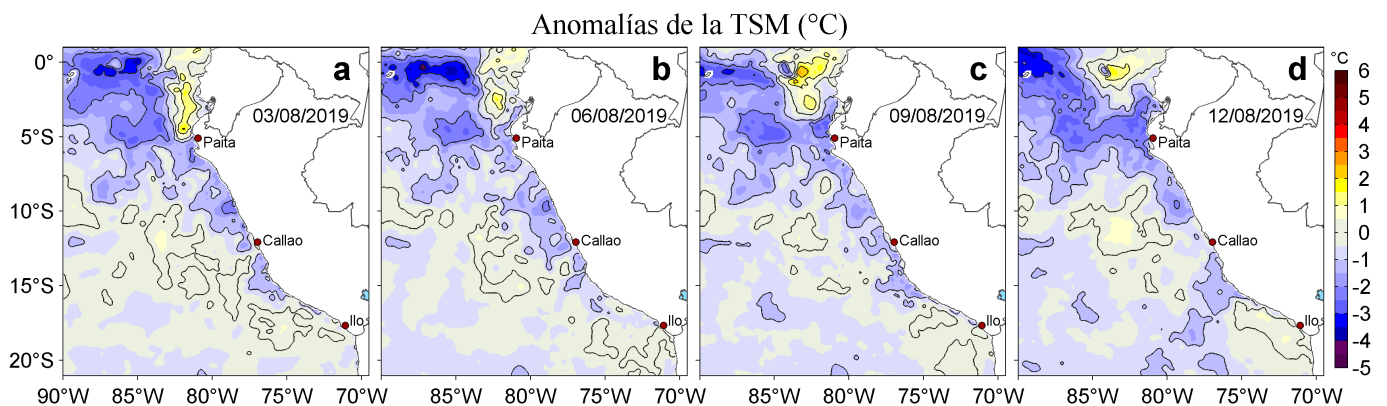 Anomalías de la TSM (°C)
a b c d
03/08/2019 06/08/2019 09/08/2019 12/08/2019
Paita Paita Paita Paita
Callao Callao Callao Callao
Ilo Ilo Ilo Ilo
0°
5°S
10°S
15°S
20°S
90°W 85°W 80°W 75°W 70°W 85°W 80°W 75°W 70°W 85°W 80°W 75°W 70°W 85°W 80°W 75°W 70°W
°C
6
5
4
3
2
1
0
-1
-2
-3
-4
-5